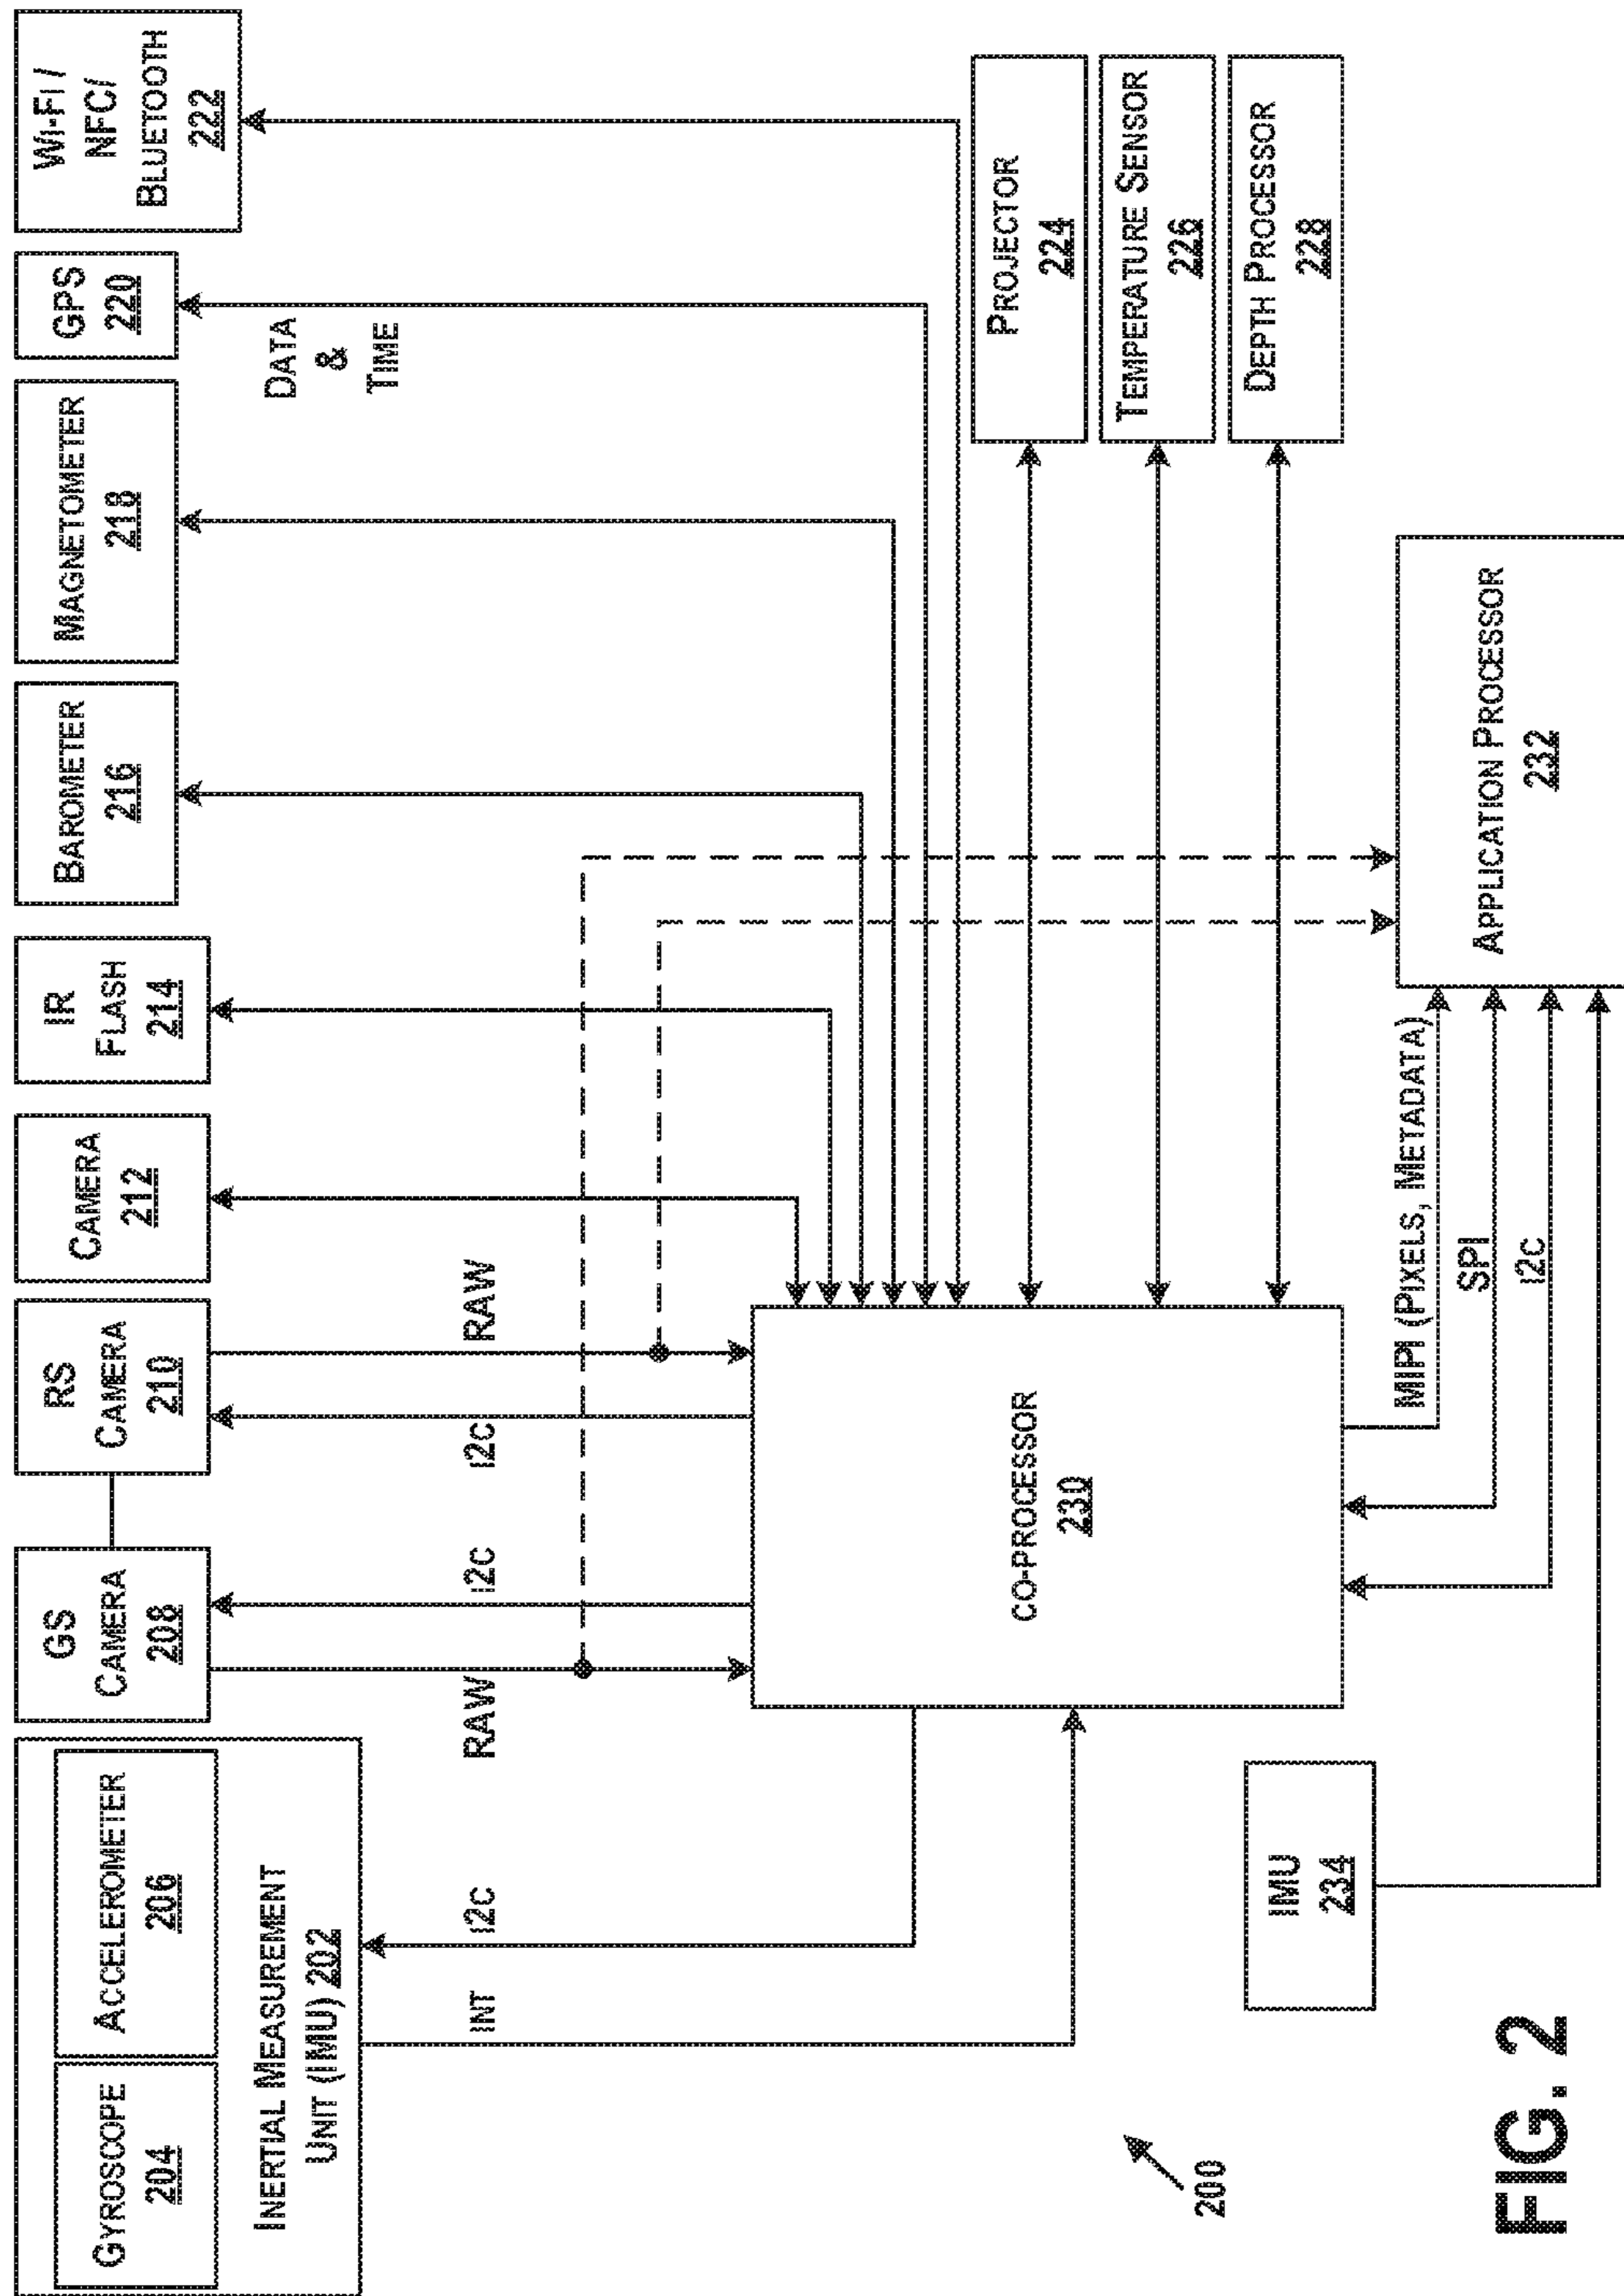 GYROSCOPE
204
ACCELEROMETER
206
INERTIAL MEASUREMENT
UNIT (IMU) 202
GS
CAMERA
208
RS
CAMERA
210
CAMERA
212
IR
FLASH
214
BAROMETER
216
MAGNETOMETER
218
GPS
220
WI-FI /
NFC/
BLUETOOTH
222
INT
I2C
RAW
I2C
I2C
RAW
DATA
&
TIME
CO-PROCESSOR
230
PROJECTOR
224
TEMPERATURE SENSOR
226
DEPTH PROCESSOR
228
200
IMU
234
MIPI (PIXELS, METADATA)
SPI
I2C
APPLICATION PROCESSOR
232
FIG. 2